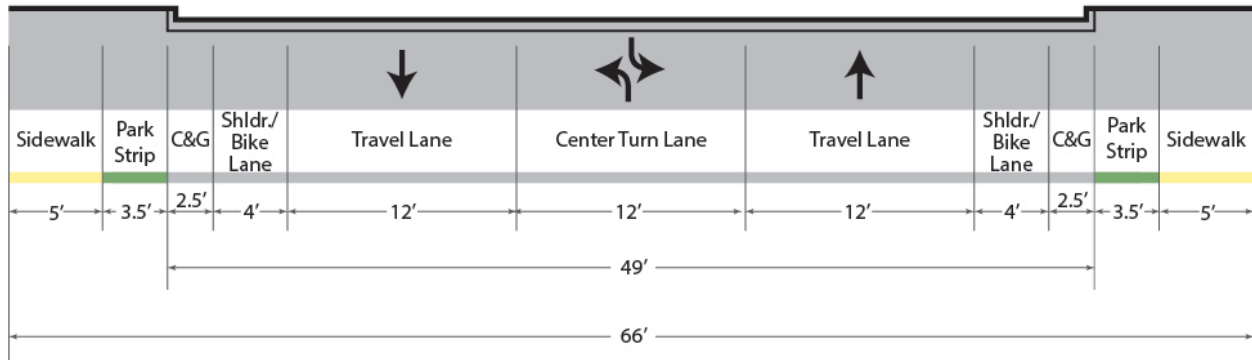 Sidewalk
Park
Strip
C&G
Shldr./
Bike
Lane
Travel Lane
Center Turn Lane
Travel Lane
Shldr./
Bike
Lane
C&G
Park
Strip
Sidewalk
5’
3.5’
2.5’
4’
12’
12’
12’
4’
2.5’
3.5’
5’
49’
66’